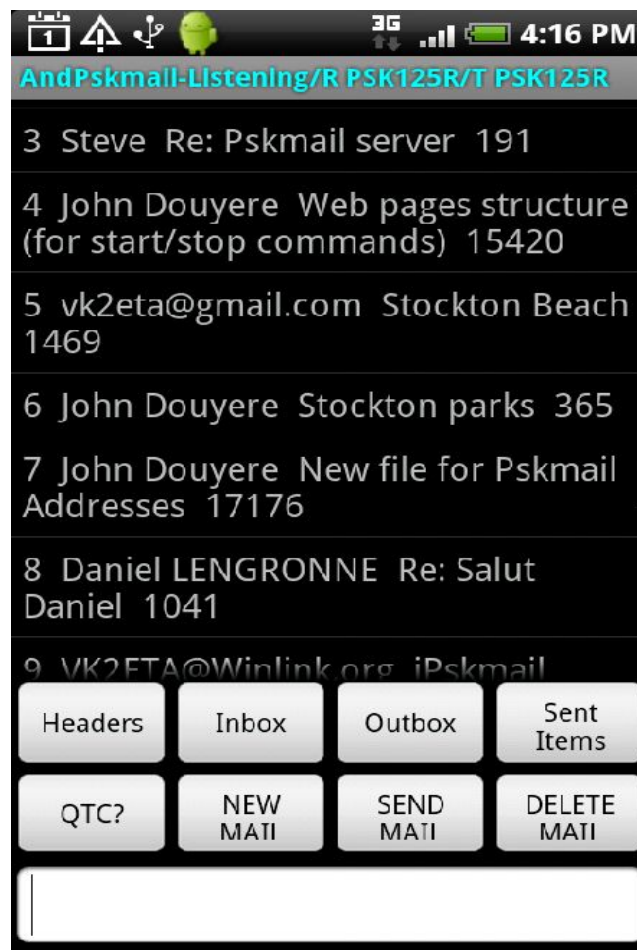 1 3G 4:16 PM
AndPskmail-Listening/R PSK125R/T PSK125R
3 Steve Re: Pskmail server 191
4 John Douyere Web pages structure
(for start/stop commands) 15420
5 vk2eta@gmail.com Stockton Beach
1469
6 John Douyere Stockton parks 365
7 John Douyere New file for Pskmail
Addresses 17176
8 Daniel LENGRONNE Re: Salut
Daniel 1041
9 VK2ETA@Winlink.org iPskmail
Headers Inbox Outbox Sent
Items
QTC? NEW SEND DELETE
MAIL MAIL MAIL